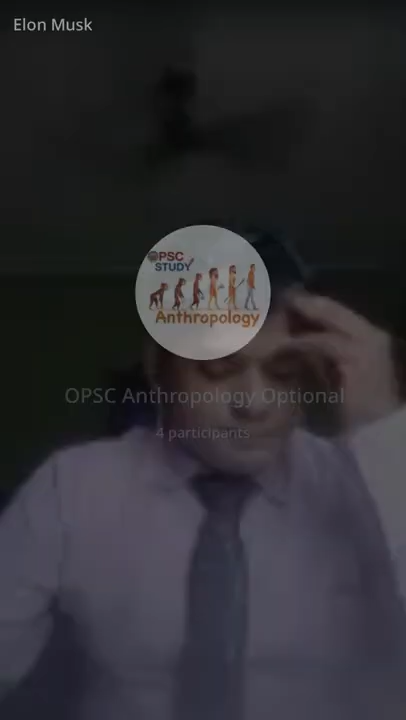 Elon Musk
OPSC
STUDY
Anthropology
OPSC Anthropology Optional
4 participants